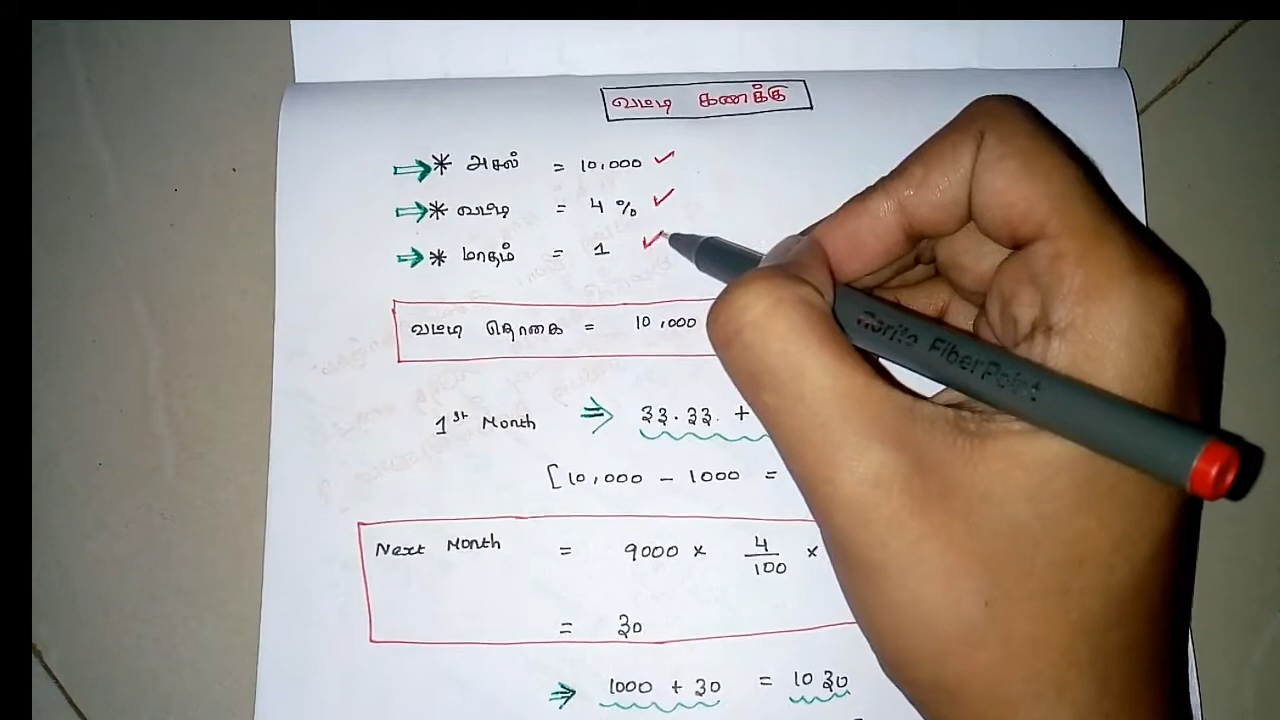 வட்டி கணக்கு
* அசல் = 10,000 ✓
* வட்டி = 4 % ✓
* மாதம் = 1 ✓
வட்டி தொகை = 10,000
1st Month ⇒ 33.33. +
[10,000 - 1000 =
Next Month = 9000 × 4/100 ×
= 30
⇒ 1000 + 30 = 1030
FiberPoint